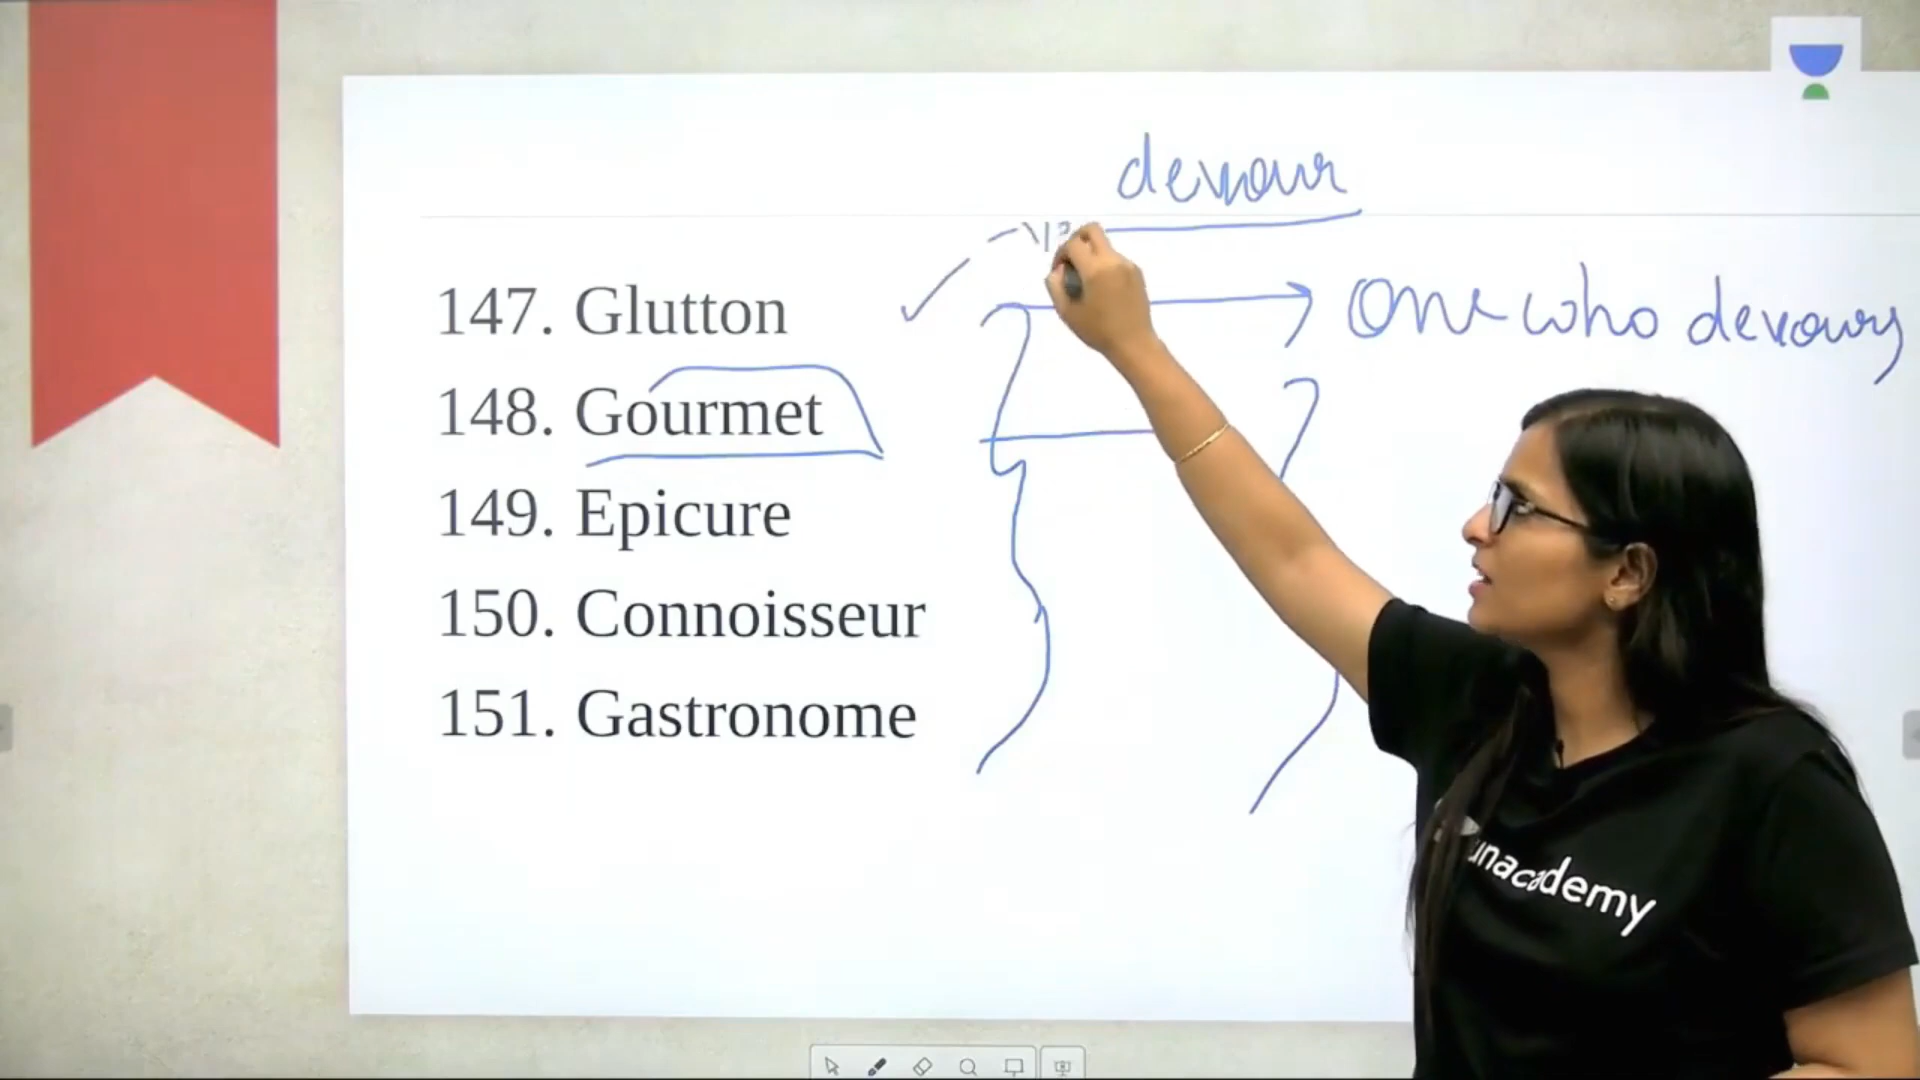 devour
147. Glutton
One who devours
148. Gourmet
149. Epicure
150. Connoisseur
151. Gastronome
unacademy